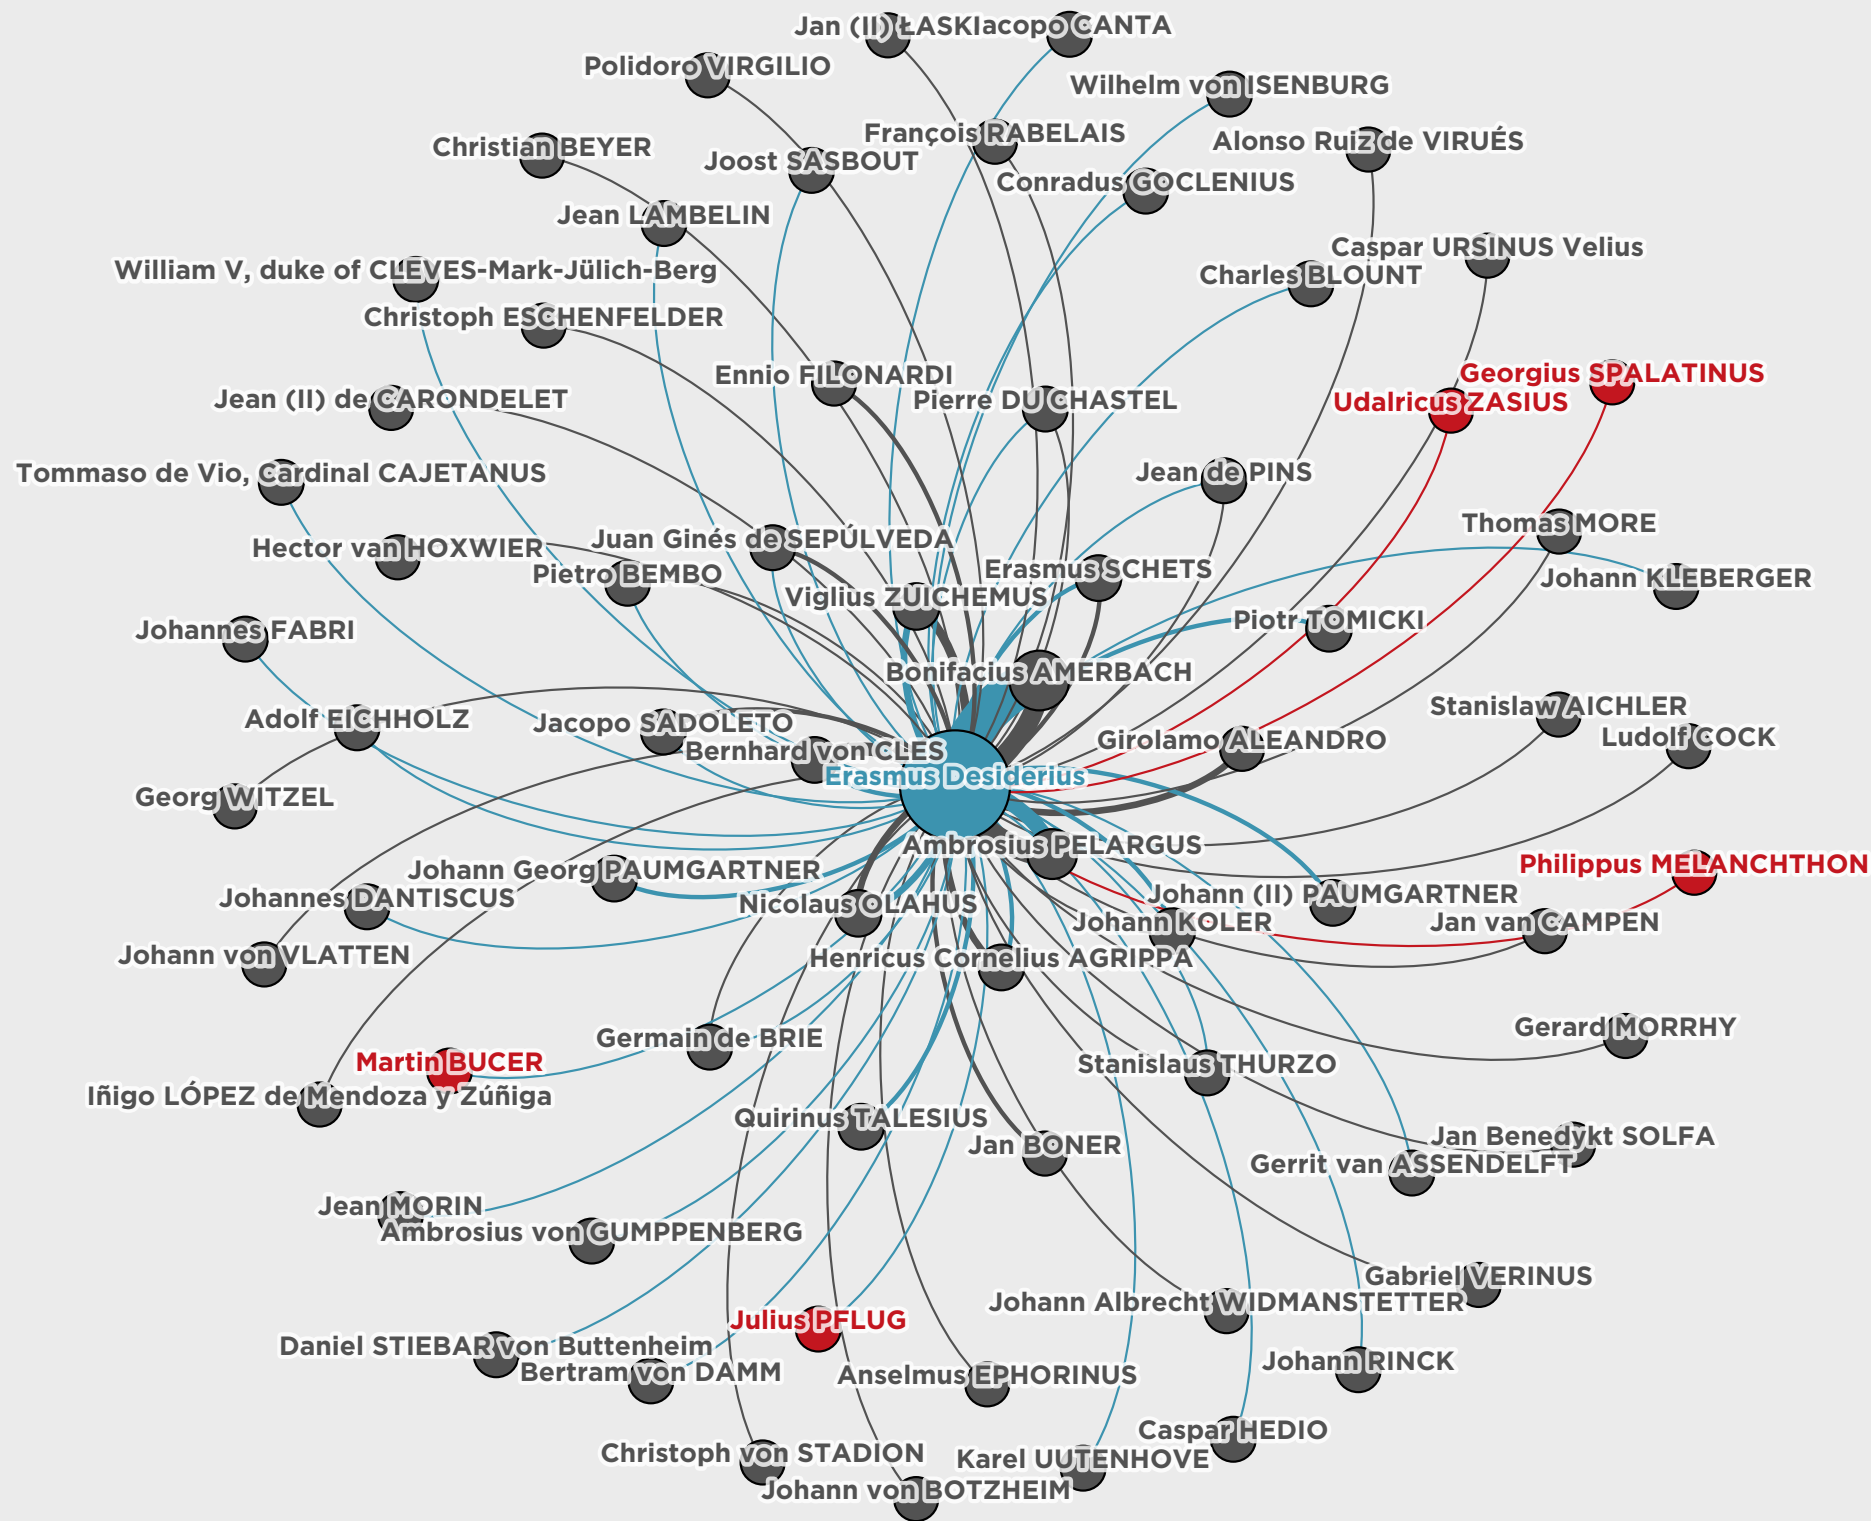 Jan (II) ŁASKI
Iacopo CANTA
Polidoro VIRGILIO
Wilhelm von ISENBURG
François RABELAIS
Alonso Ruiz de VIRUÉS
Christian BEYER
Joost SASBOUT
Conradus GOCLENIUS
Jean LAMBELIN
Caspar URSINUS Velius
William V, duke of CLEVES-Mark-Jülich-Berg
Charles BLOUNT
Christoph ESCHENFELDER
Ennio FILONARDI
Georgius SPALATINUS
Jean (II) de CARONDELET
Pierre DU CHASTEL
Udalricus ZASIUS
Tommaso de Vio, Cardinal CAJETANUS
Jean de PINS
Thomas MORE
Hector van HOXWIER
Juan Ginés de SEPÚLVEDA
Pietro BEMBO
Erasmus SCHETS
Johann KLEBERGER
Viglius ZUICHEMUS
Piotr TOMICKI
Johannes FABRI
Bonifacius AMERBACH
Stanislaw AICHLER
Adolf EICHHOLZ
Jacopo SADOLETO
Ludolf COCK
Bernhard von CLES
Girolamo ALEANDRO
Erasmus Desiderius
Georg WITZEL
Ambrosius PELARGUS
Philippus MELANCHTHON
Johann Georg PAUMGARTNER
Johannes DANTISCUS
Nicolaus OLAHUS
Johann (II) PAUMGARTNER
Johann KOLER
Jan van CAMPEN
Johann von VLATTEN
Henricus Cornelius AGRIPPA
Gerard MORRHY
Germain de BRIE
Martin BUCER
Stanislaus THURZO
Iñigo LÓPEZ de Mendoza y Zúñiga
Quirinus TALESIUS
Jan BONER
Jan Benedykt SOLFA
Gerrit van ASSENDELFT
Jean MORIN
Ambrosius von GUMPPENBERG
Gabriel VERINUS
Johann Albrecht WIDMANSTETTER
Julius PFLUG
Daniel STIEBAR von Buttenheim
Bertram von DAMM
Anselmus EPHORINUS
Johann RINCK
Caspar HEDIO
Christoph von STADION
Karel UUTENHOVE
Johann von BOTZHEIM